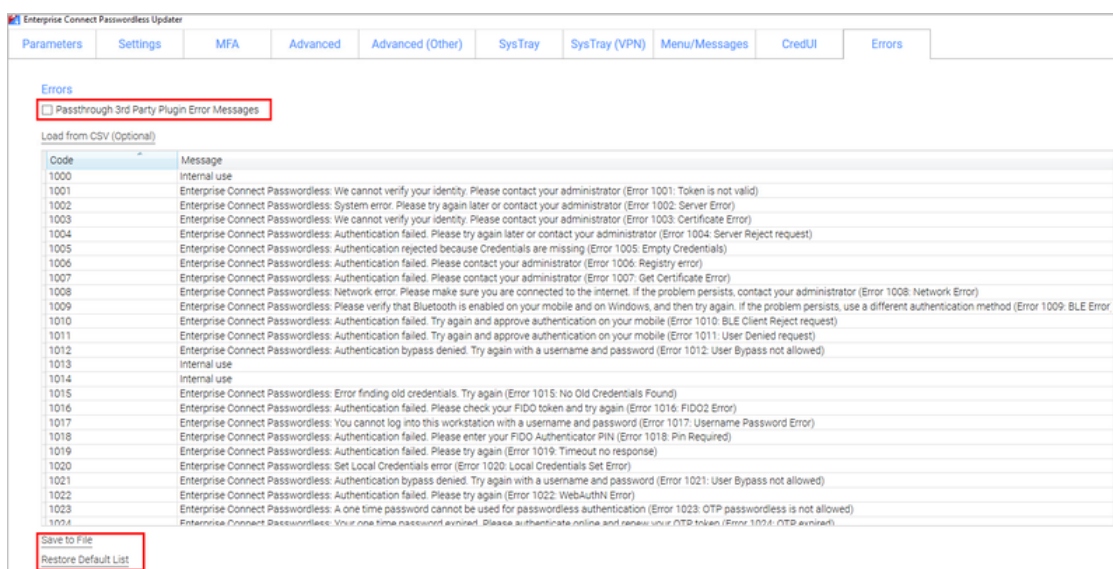 Enterprise Connect Passwordless Updater
Parameters Settings MFA Advanced Advanced (Other) SysTray SysTray (VPN) Menu/Messages CredUI Errors
Errors
Passthrough 3rd Party Plugin Error Messages
Load from CSV (Optional)
Code Message
1000 Internal use
1001 Enterprise Connect Passwordless: We cannot verify your identity. Please contact your administrator (Error 1001: Token is not valid)
1002 Enterprise Connect Passwordless: System error. Please try again later or contact your administrator (Error 1002: Server Error)
1003 Enterprise Connect Passwordless: We cannot verify your identity. Please contact your administrator (Error 1003: Certificate Error)
1004 Enterprise Connect Passwordless: Authentication failed. Please try again later or contact your administrator (Error 1004: Server Reject request)
1005 Enterprise Connect Passwordless: Authentication rejected because Credentials are missing (Error 1005: Empty Credentials)
1006 Enterprise Connect Passwordless: Authentication failed. Please contact your administrator (Error 1006: Registry error)
1007 Enterprise Connect Passwordless: Authentication failed. Please contact your administrator (Error 1007: Get Certificate Error)
1008 Enterprise Connect Passwordless: Network error. Please make sure you are connected to the internet. If the problem persists, contact your administrator (Error 1008: Network Error)
1009 Enterprise Connect Passwordless: Please verify that Bluetooth is enabled on your mobile and on Windows, and then try again. If the problem persists, use a different authentication method (Error 1009: BLE Error
1010 Enterprise Connect Passwordless: Authentication failed. Try again and approve authentication on your mobile (Error 1010: BLE Client Reject request)
1011 Enterprise Connect Passwordless: Authentication failed. Try again and approve authentication on your mobile (Error 1011: User Denied request)
1012 Enterprise Connect Passwordless: Authentication bypass denied. Try again with a username and password (Error 1012: User Bypass not allowed)
1013 Internal use
1014 Internal use
1015 Enterprise Connect Passwordless: Error finding old credentials. Try again (Error 1015: No Old Credentials Found)
1016 Enterprise Connect Passwordless: Authentication failed. Please check your FIDO token and try again (Error 1016: FIDO2 Error)
1017 Enterprise Connect Passwordless: You cannot log into this workstation with a username and password (Error 1017: Username Password Error)
1018 Enterprise Connect Passwordless: Authentication failed. Please enter your FIDO Authenticator PIN (Error 1018: Pin Required)
1019 Enterprise Connect Passwordless: Authentication failed. Please try again (Error 1019: Timeout no response)
1020 Enterprise Connect Passwordless: Set Local Credentials error (Error 1020: Local Credentials Set Error)
1021 Enterprise Connect Passwordless: Authentication bypass denied. Try again with a username and password (Error 1021: User Bypass not allowed)
1022 Enterprise Connect Passwordless: Authentication failed. Please try again (Error 1022: WebAuthN Error)
1023 Enterprise Connect Passwordless: A one time password cannot be used for passwordless authentication (Error 1023: OTP passwordless is not allowed)
1024 Enterprise Connect Passwordless: Your one time password expired. Please authenticate online and renew your OTP token (Error 1024: OTP expired)
Save to File
Restore Default List